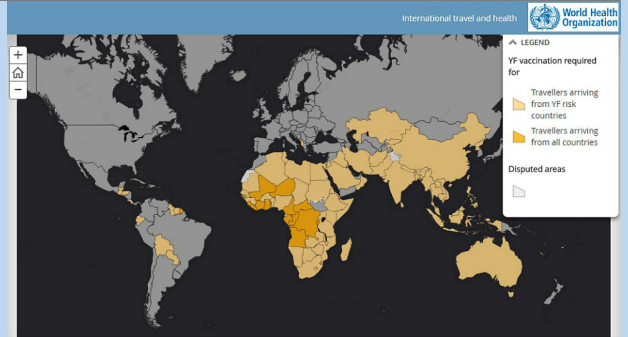 International travel and health
World Health
Organization
+
−
LEGEND
YF vaccination required
for
Travellers arriving
from YF risk
countries
Travellers arriving
from all countries
Disputed areas